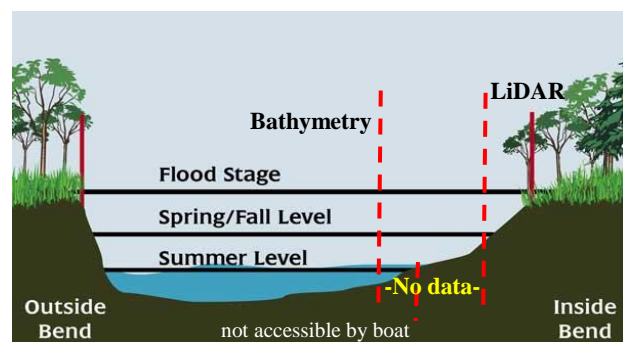 LiDAR
Bathymetry
Flood Stage
Spring/Fall Level
Summer Level
-No data-
Outside
Bend
not accessible by boat
Inside
Bend